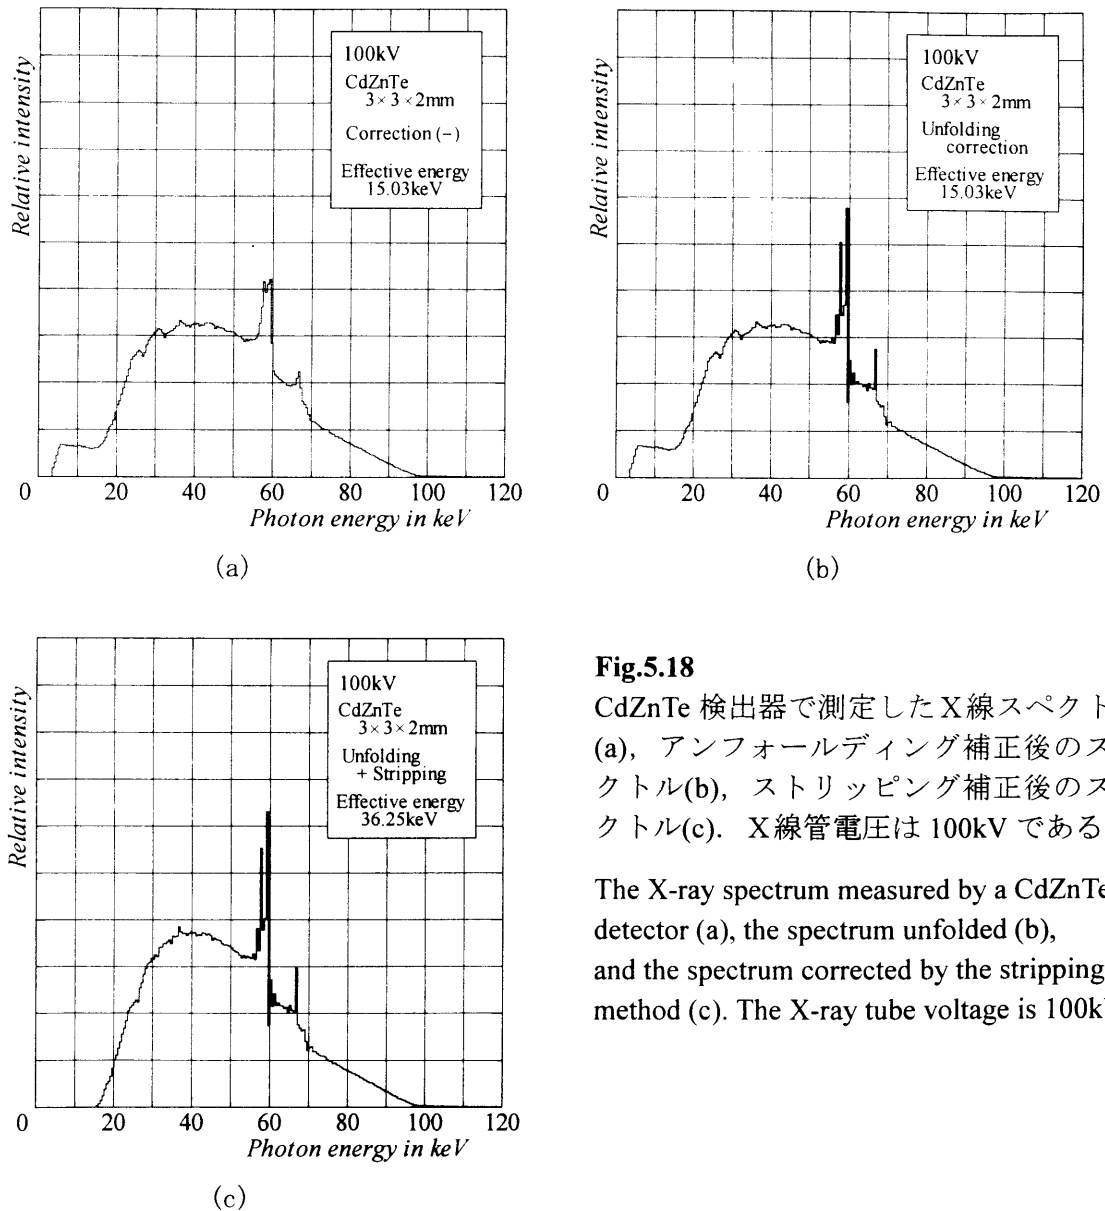 Relative intensity
100kV
CdZnTe
3×3×2mm
Correction (−)
Effective energy
15.03keV
0 20 40 60 80 100 120
Photon energy in keV
(a)
Relative intensity
100kV
CdZnTe
3×3×2mm
Unfolding
correction
Effective energy
15.03keV
0 20 40 60 80 100 120
Photon energy in keV
(b)
Relative intensity
100kV
CdZnTe
3×3×2mm
Unfolding
+ Stripping
Effective energy
36.25keV
0 20 40 60 80 100 120
Photon energy in keV
(c)
Fig.5.18
CdZnTe 検出器で測定したX線スペクト
(a)，アンフォールディング補正後のス
クトル(b)，ストリッピング補正後のス
クトル(c)．X線管電圧は 100kV である
The X-ray spectrum measured by a CdZnTe
detector (a), the spectrum unfolded (b),
and the spectrum corrected by the stripping
method (c). The X-ray tube voltage is 100k